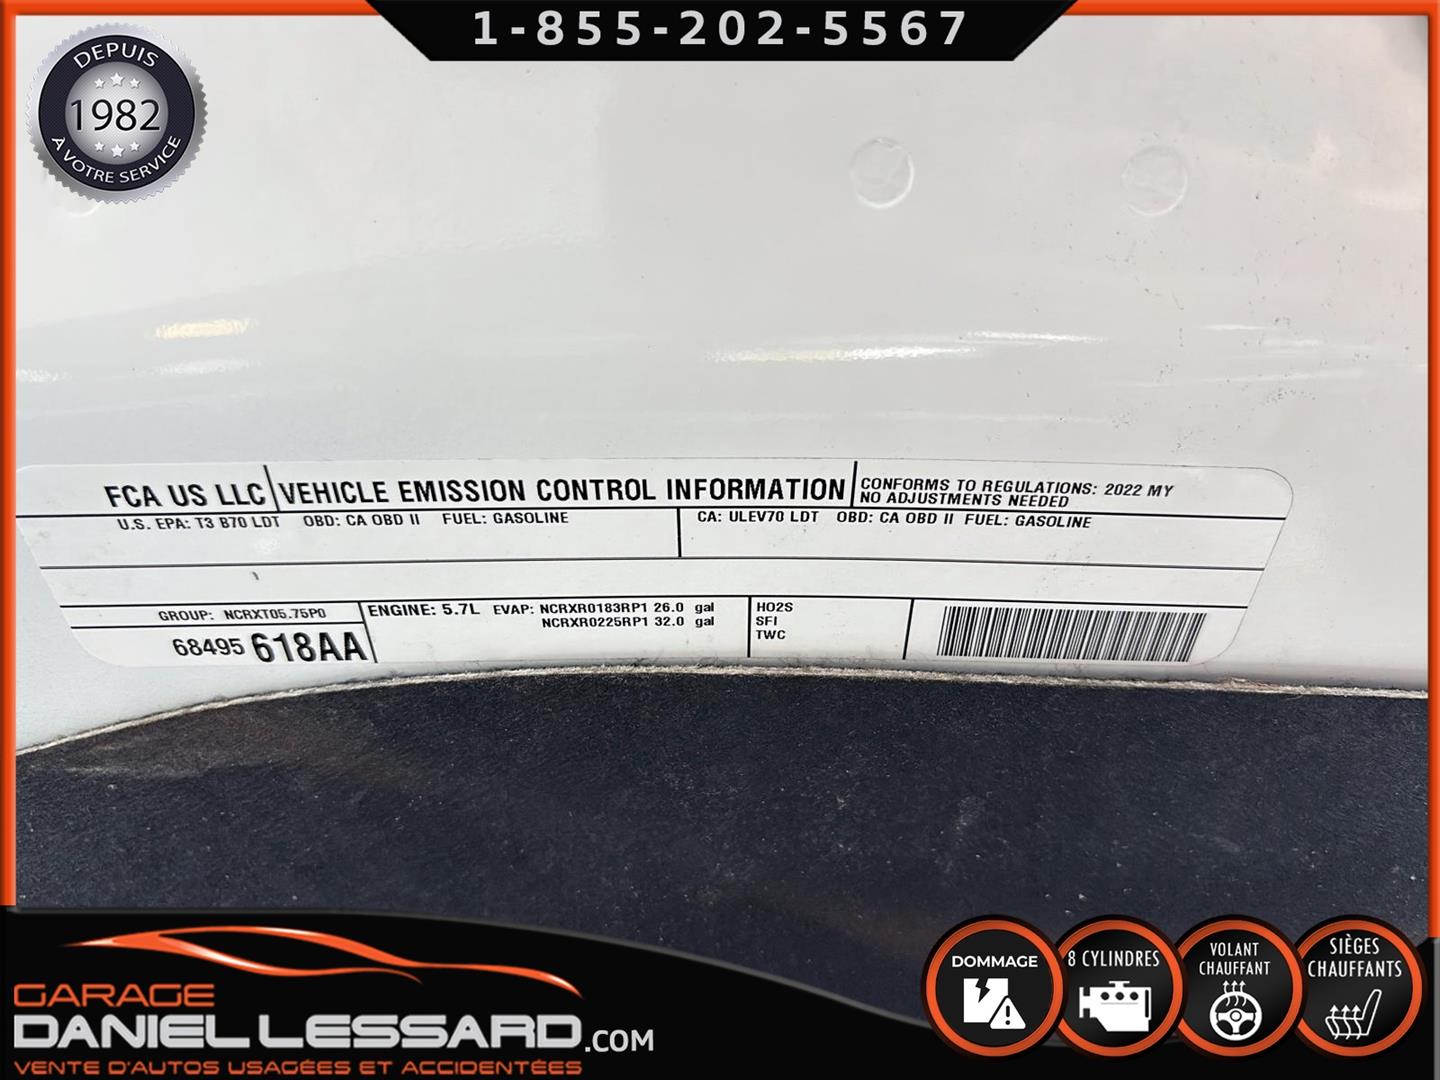 1-855-202-5567
DEPUIS
1982
À VOTRE SERVICE
FCA US LLC VEHICLE EMISSION CONTROL INFORMATION CONFORMS TO REGULATIONS: 2022 MY
NO ADJUSTMENTS NEEDED
U.S. EPA: T3 B70 LDT OBD: CA OBD II FUEL: GASOLINE CA: ULEV70 LDT OBD: CA OBD II FUEL: GASOLINE
GROUP: NCRXT05.75P0 ENGINE: 5.7L EVAP: NCRXR0183RP1 26.0 gal HO2S
NCRXR0225RP1 32.0 gal SFI
68495 618AA TWC
GARAGE
DANIEL LESSARD.COM
VENTE D'AUTOS USAGÉES ET ACCIDENTÉES
DOMMAGE
8 CYLINDRES
VOLANT
CHAUFFANT
SIÈGES
CHAUFFANTS